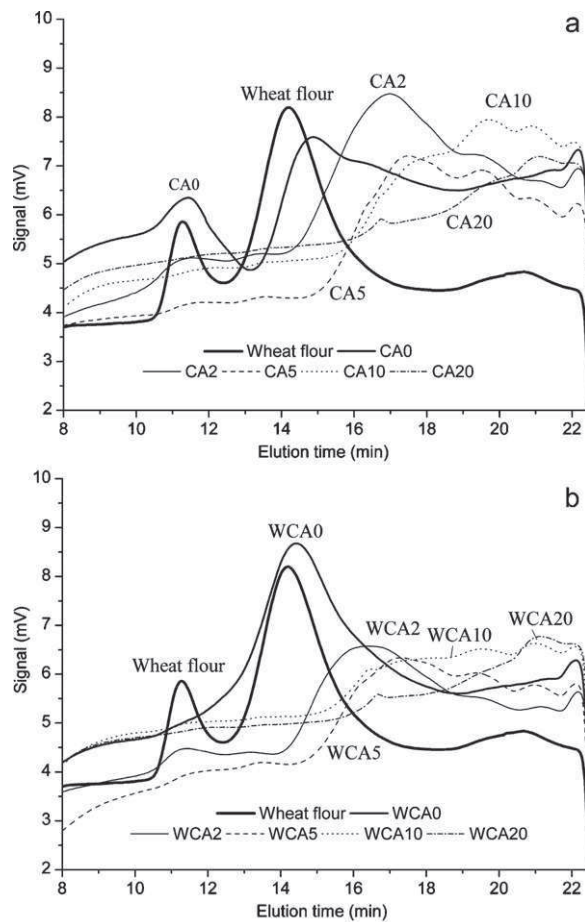 a
10
9
8
7
6
5
4
3
2
Signal (mV)
Wheat flour
CA0
CA2
CA10
CA20
CA5
Wheat flour CA0
CA2 CA5 CA10 CA20
8 10 12 14 16 18 20 22
Elution time (min)
b
10
9
8
7
6
5
4
3
2
Signal (mV)
WCA0
Wheat flour
WCA2
WCA10
WCA20
WCA5
Wheat flour WCA0
WCA2 WCA5 WCA10 WCA20
8 10 12 14 16 18 20 22
Elution time (min)